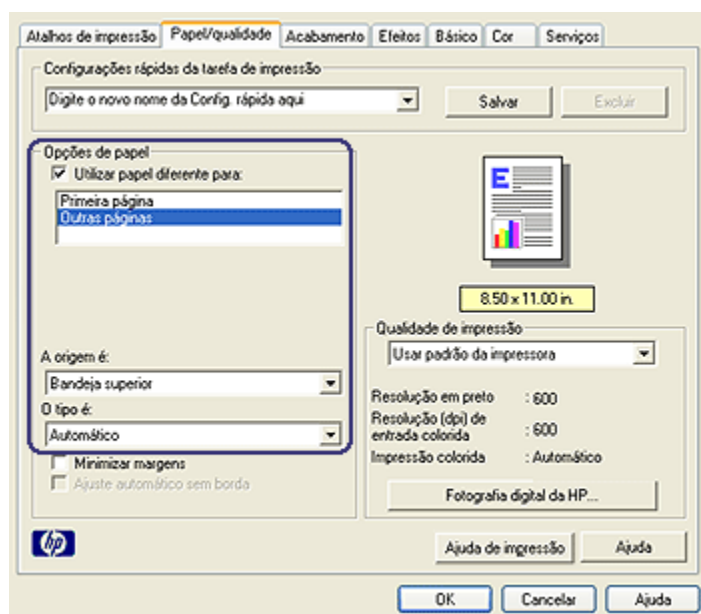 Atalhos de impressão Papel/qualidade Acabamento Efeitos Básico Cor Serviços
Configurações rápidas da tarefa de impressão
Digite o novo nome da Config. rápida aqui Salvar Excluir
Opções de papel
Utilizar papel diferente para:
Primeira página
Outras páginas
A origem é:
Bandeja superior
O tipo é:
Automático
Minimizar margens
Ajuste automático sem borda
E
8.50 x 11.00 in.
Qualidade de impressão
Usar padrão da impressora
Resolução em preto : 600
Resolução (dpi) de
entrada colorida : 600
Impressão colorida : Automático
Fotografia digital da HP...
hp
Ajuda de impressão Ajuda
OK Cancelar Ajuda